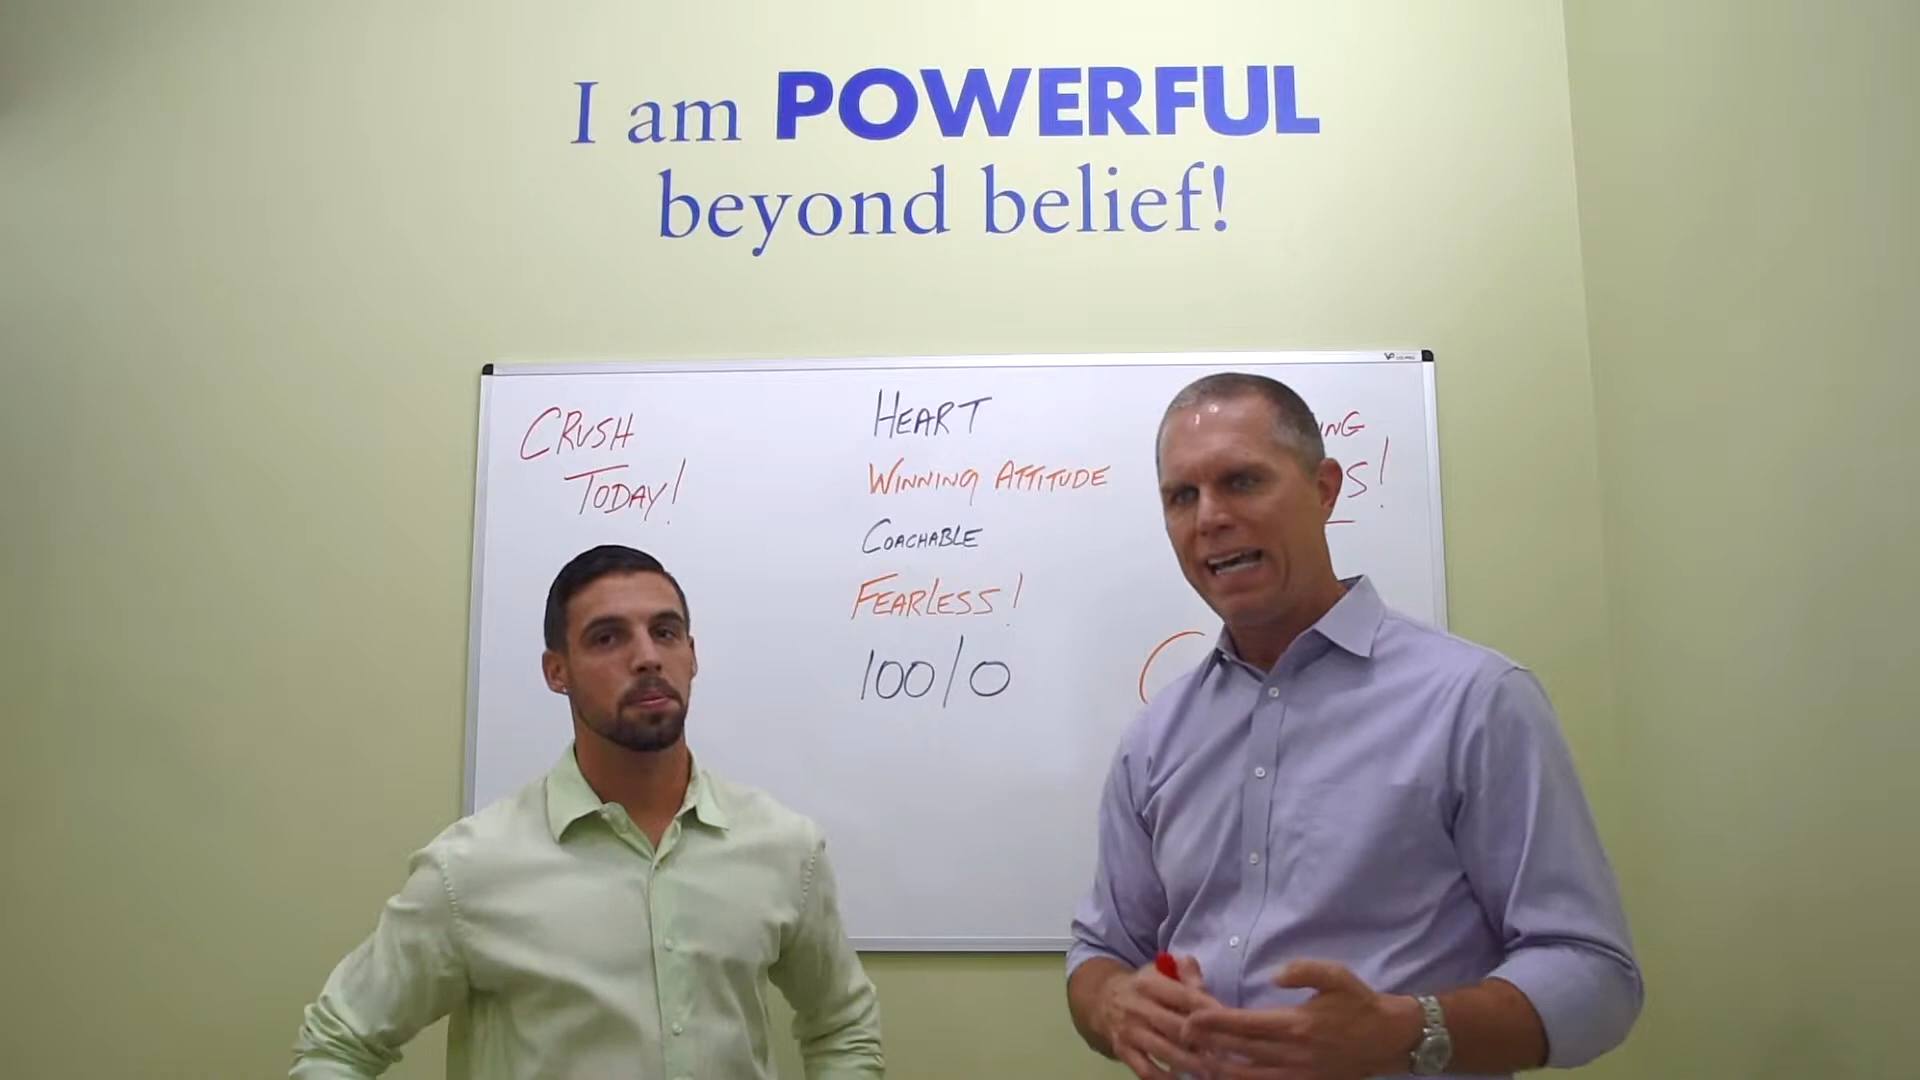 I am POWERFUL
beyond belief!
CRUSH
TODAY!
HEART
WINNING ATTITUDE
COACHABLE
FEARLESS!
100/0